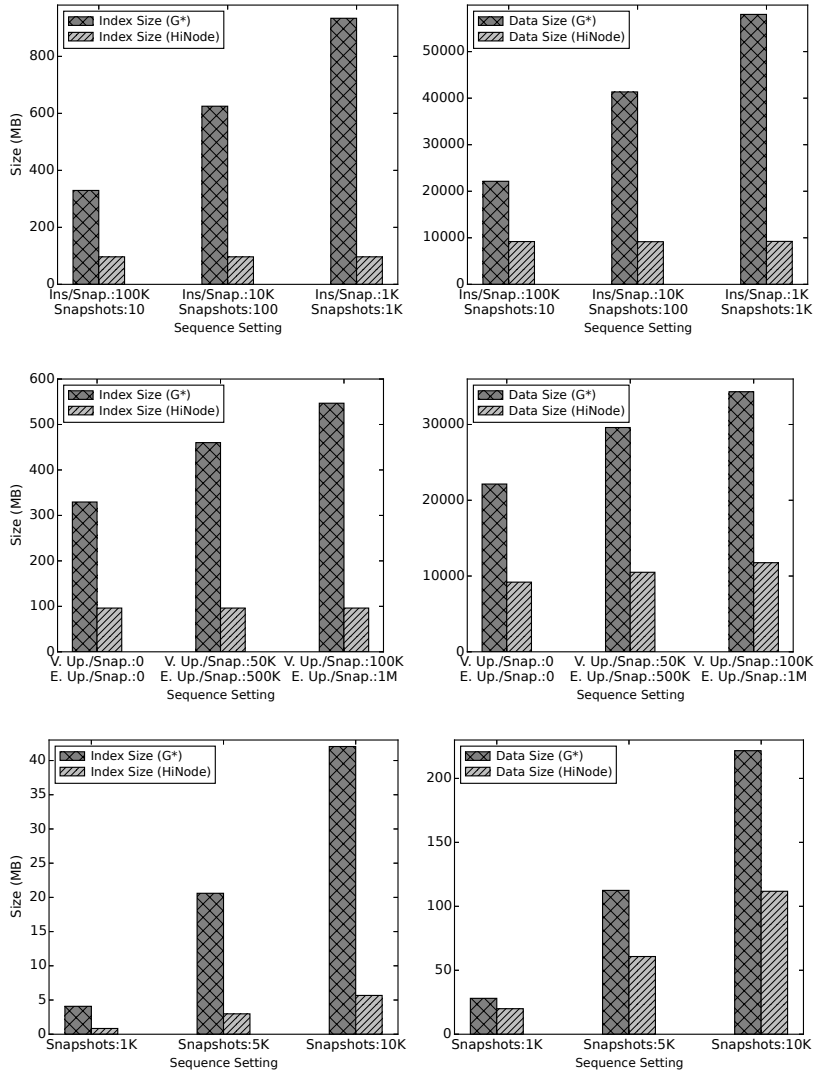 Index Size (G*)
Index Size (HiNode)
800
600
400
200
0
Size (MB)
Ins/Snap.:100K Ins/Snap.:10K Ins/Snap.:1K
Snapshots:10 Snapshots:100 Snapshots:1K
Sequence Setting
Data Size (G*)
Data Size (HiNode)
50000
40000
30000
20000
10000
0
Ins/Snap.:100K Ins/Snap.:10K Ins/Snap.:1K
Snapshots:10 Snapshots:100 Snapshots:1K
Sequence Setting
Index Size (G*)
Index Size (HiNode)
600
500
400
300
200
100
0
Size (MB)
V. Up./Snap.:0 V. Up./Snap.:50K V. Up./Snap.:100K
E. Up./Snap.:0 E. Up./Snap.:500K E. Up./Snap.:1M
Sequence Setting
Data Size (G*)
Data Size (HiNode)
30000
20000
10000
0
V. Up./Snap.:0 V. Up./Snap.:50K V. Up./Snap.:100K
E. Up./Snap.:0 E. Up./Snap.:500K E. Up./Snap.:1M
Sequence Setting
Index Size (G*)
Index Size (HiNode)
40
35
30
25
20
15
10
5
0
Size (MB)
Snapshots:1K Snapshots:5K Snapshots:10K
Sequence Setting
Data Size (G*)
Data Size (HiNode)
200
150
100
50
0
Snapshots:1K Snapshots:5K Snapshots:10K
Sequence Setting